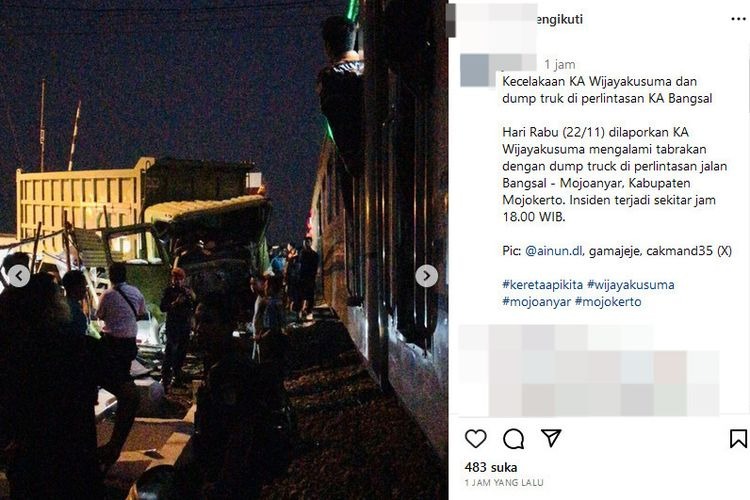 engikuti
1 jam
Kecelakaan KA Wijayakusuma dan
dump truk di perlintasan KA Bangsal
Hari Rabu (22/11) dilaporkan KA
Wijayakusuma mengalami tabrakan
dengan dump truck di perlintasan jalan
Bangsal - Mojoanyar, Kabupaten
Mojokerto. Insiden terjadi sekitar jam
18.00 WIB.
Pic: @ainun.dl, gamajeje, cakmand35 (X)
#keretaapikita #wijayakusuma
#mojoanyar #mojokerto
483 suka
1 JAM YANG LALU